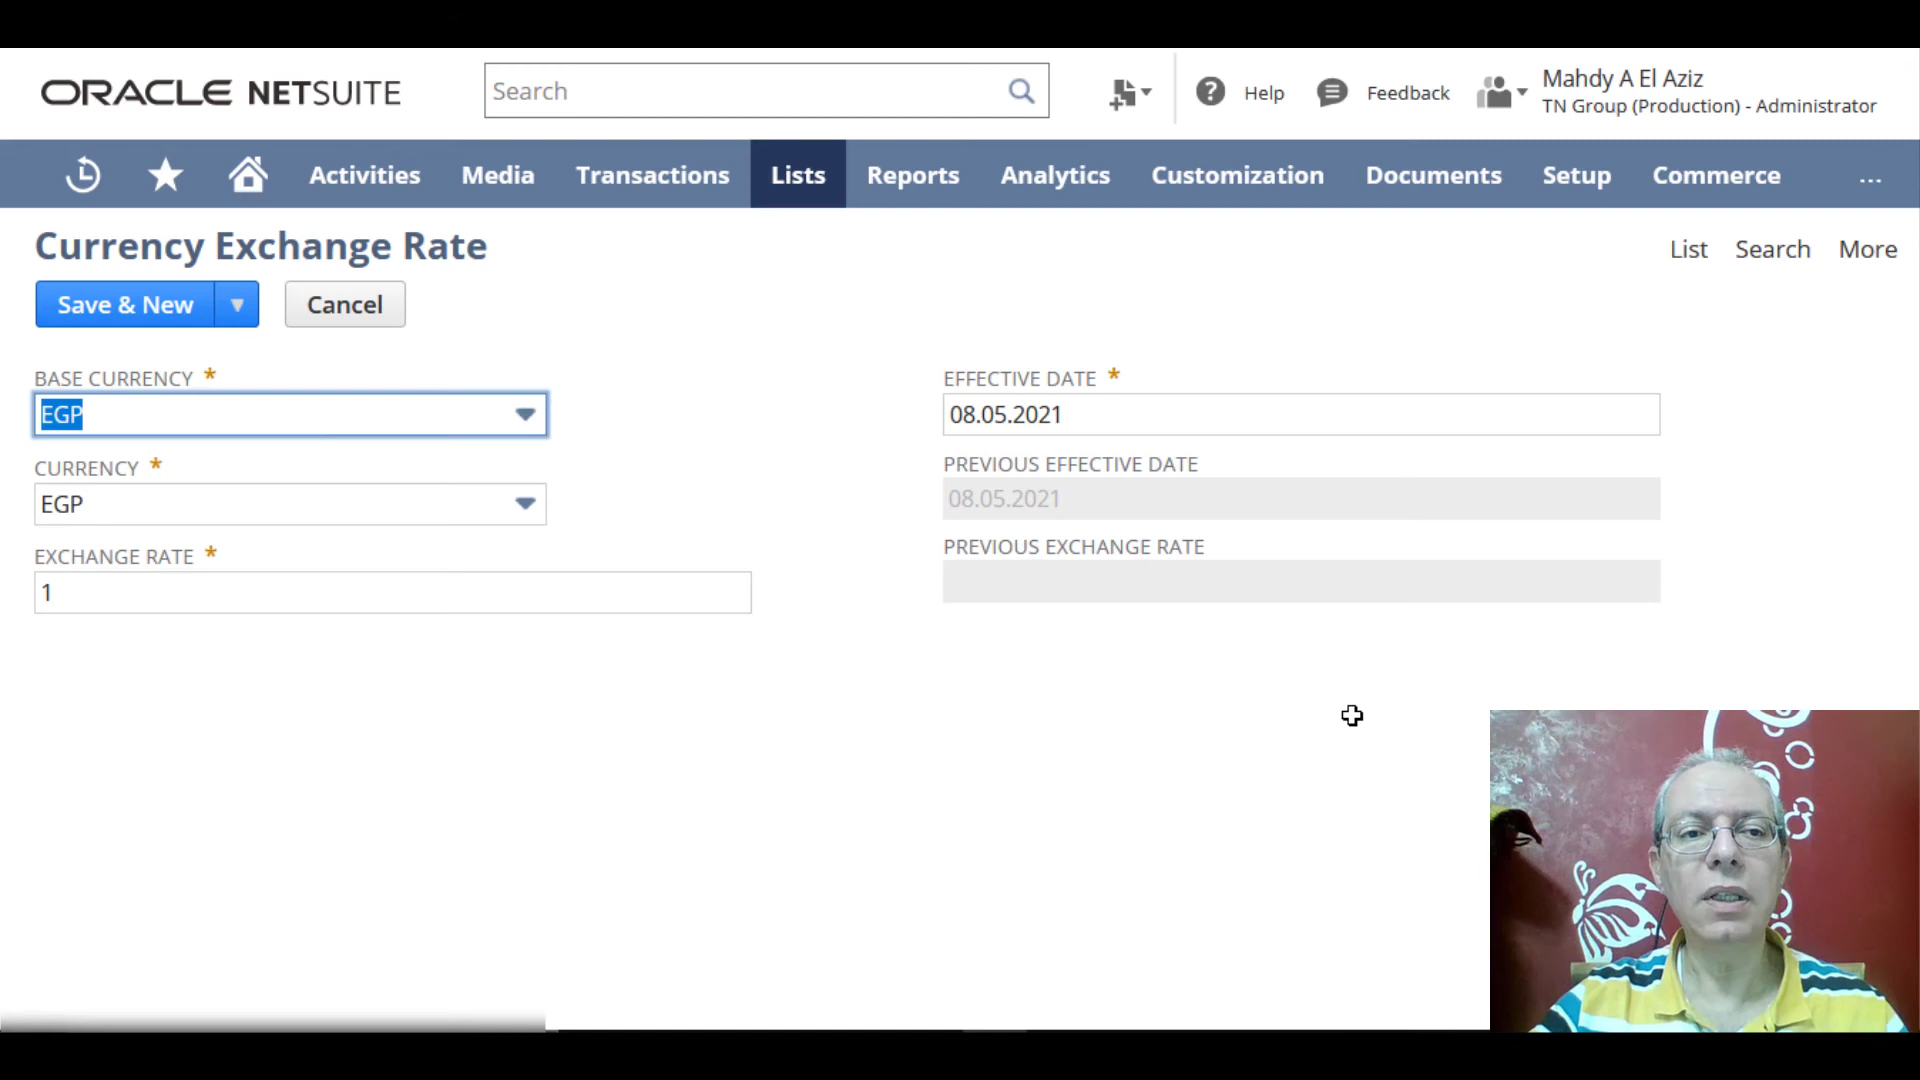 ORACLE NETSUITE
Search
Help
Feedback
Mahdy A El Aziz
TN Group (Production) - Administrator
Activities
Media
Transactions
Lists
Reports
Analytics
Customization
Documents
Setup
Commerce
...
Currency Exchange Rate
List
Search
More
Save & New
Cancel
BASE CURRENCY *
EGP
CURRENCY *
EGP
EXCHANGE RATE *
1
EFFECTIVE DATE *
08.05.2021
PREVIOUS EFFECTIVE DATE
08.05.2021
PREVIOUS EXCHANGE RATE